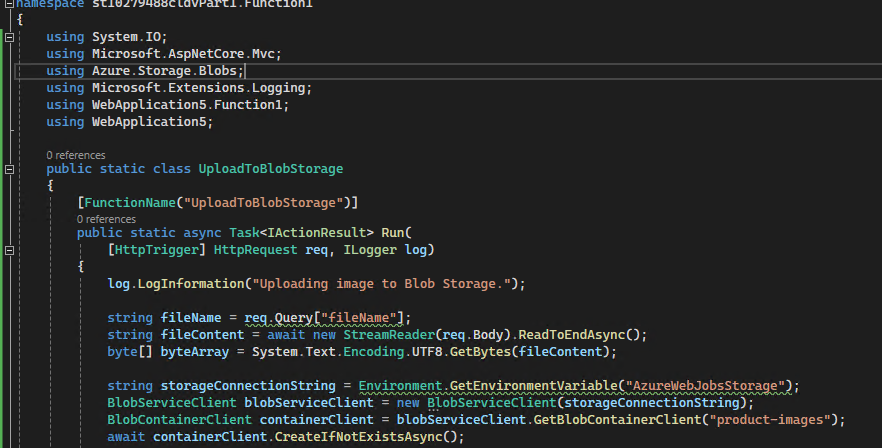 namespace st10279488cldvPart1.Function1
{
using System.IO;
using Microsoft.AspNetCore.Mvc;
using Azure.Storage.Blobs;
using Microsoft.Extensions.Logging;
using WebApplication5.Function1;
using WebApplication5;
0 references
public static class UploadToBlobStorage
{
[FunctionName("UploadToBlobStorage")]
0 references
public static async Task<IActionResult> Run(
[HttpTrigger] HttpRequest req, ILogger log)
{
log.LogInformation("Uploading image to Blob Storage.");
string fileName = req.Query["fileName"];
string fileContent = await new StreamReader(req.Body).ReadToEndAsync();
byte[] byteArray = System.Text.Encoding.UTF8.GetBytes(fileContent);
string storageConnectionString = Environment.GetEnvironmentVariable("AzureWebJobsStorage");
BlobServiceClient blobServiceClient = new BlobServiceClient(storageConnectionString);
BlobContainerClient containerClient = blobServiceClient.GetBlobContainerClient("product-images");
await containerClient.CreateIfNotExistsAsync();